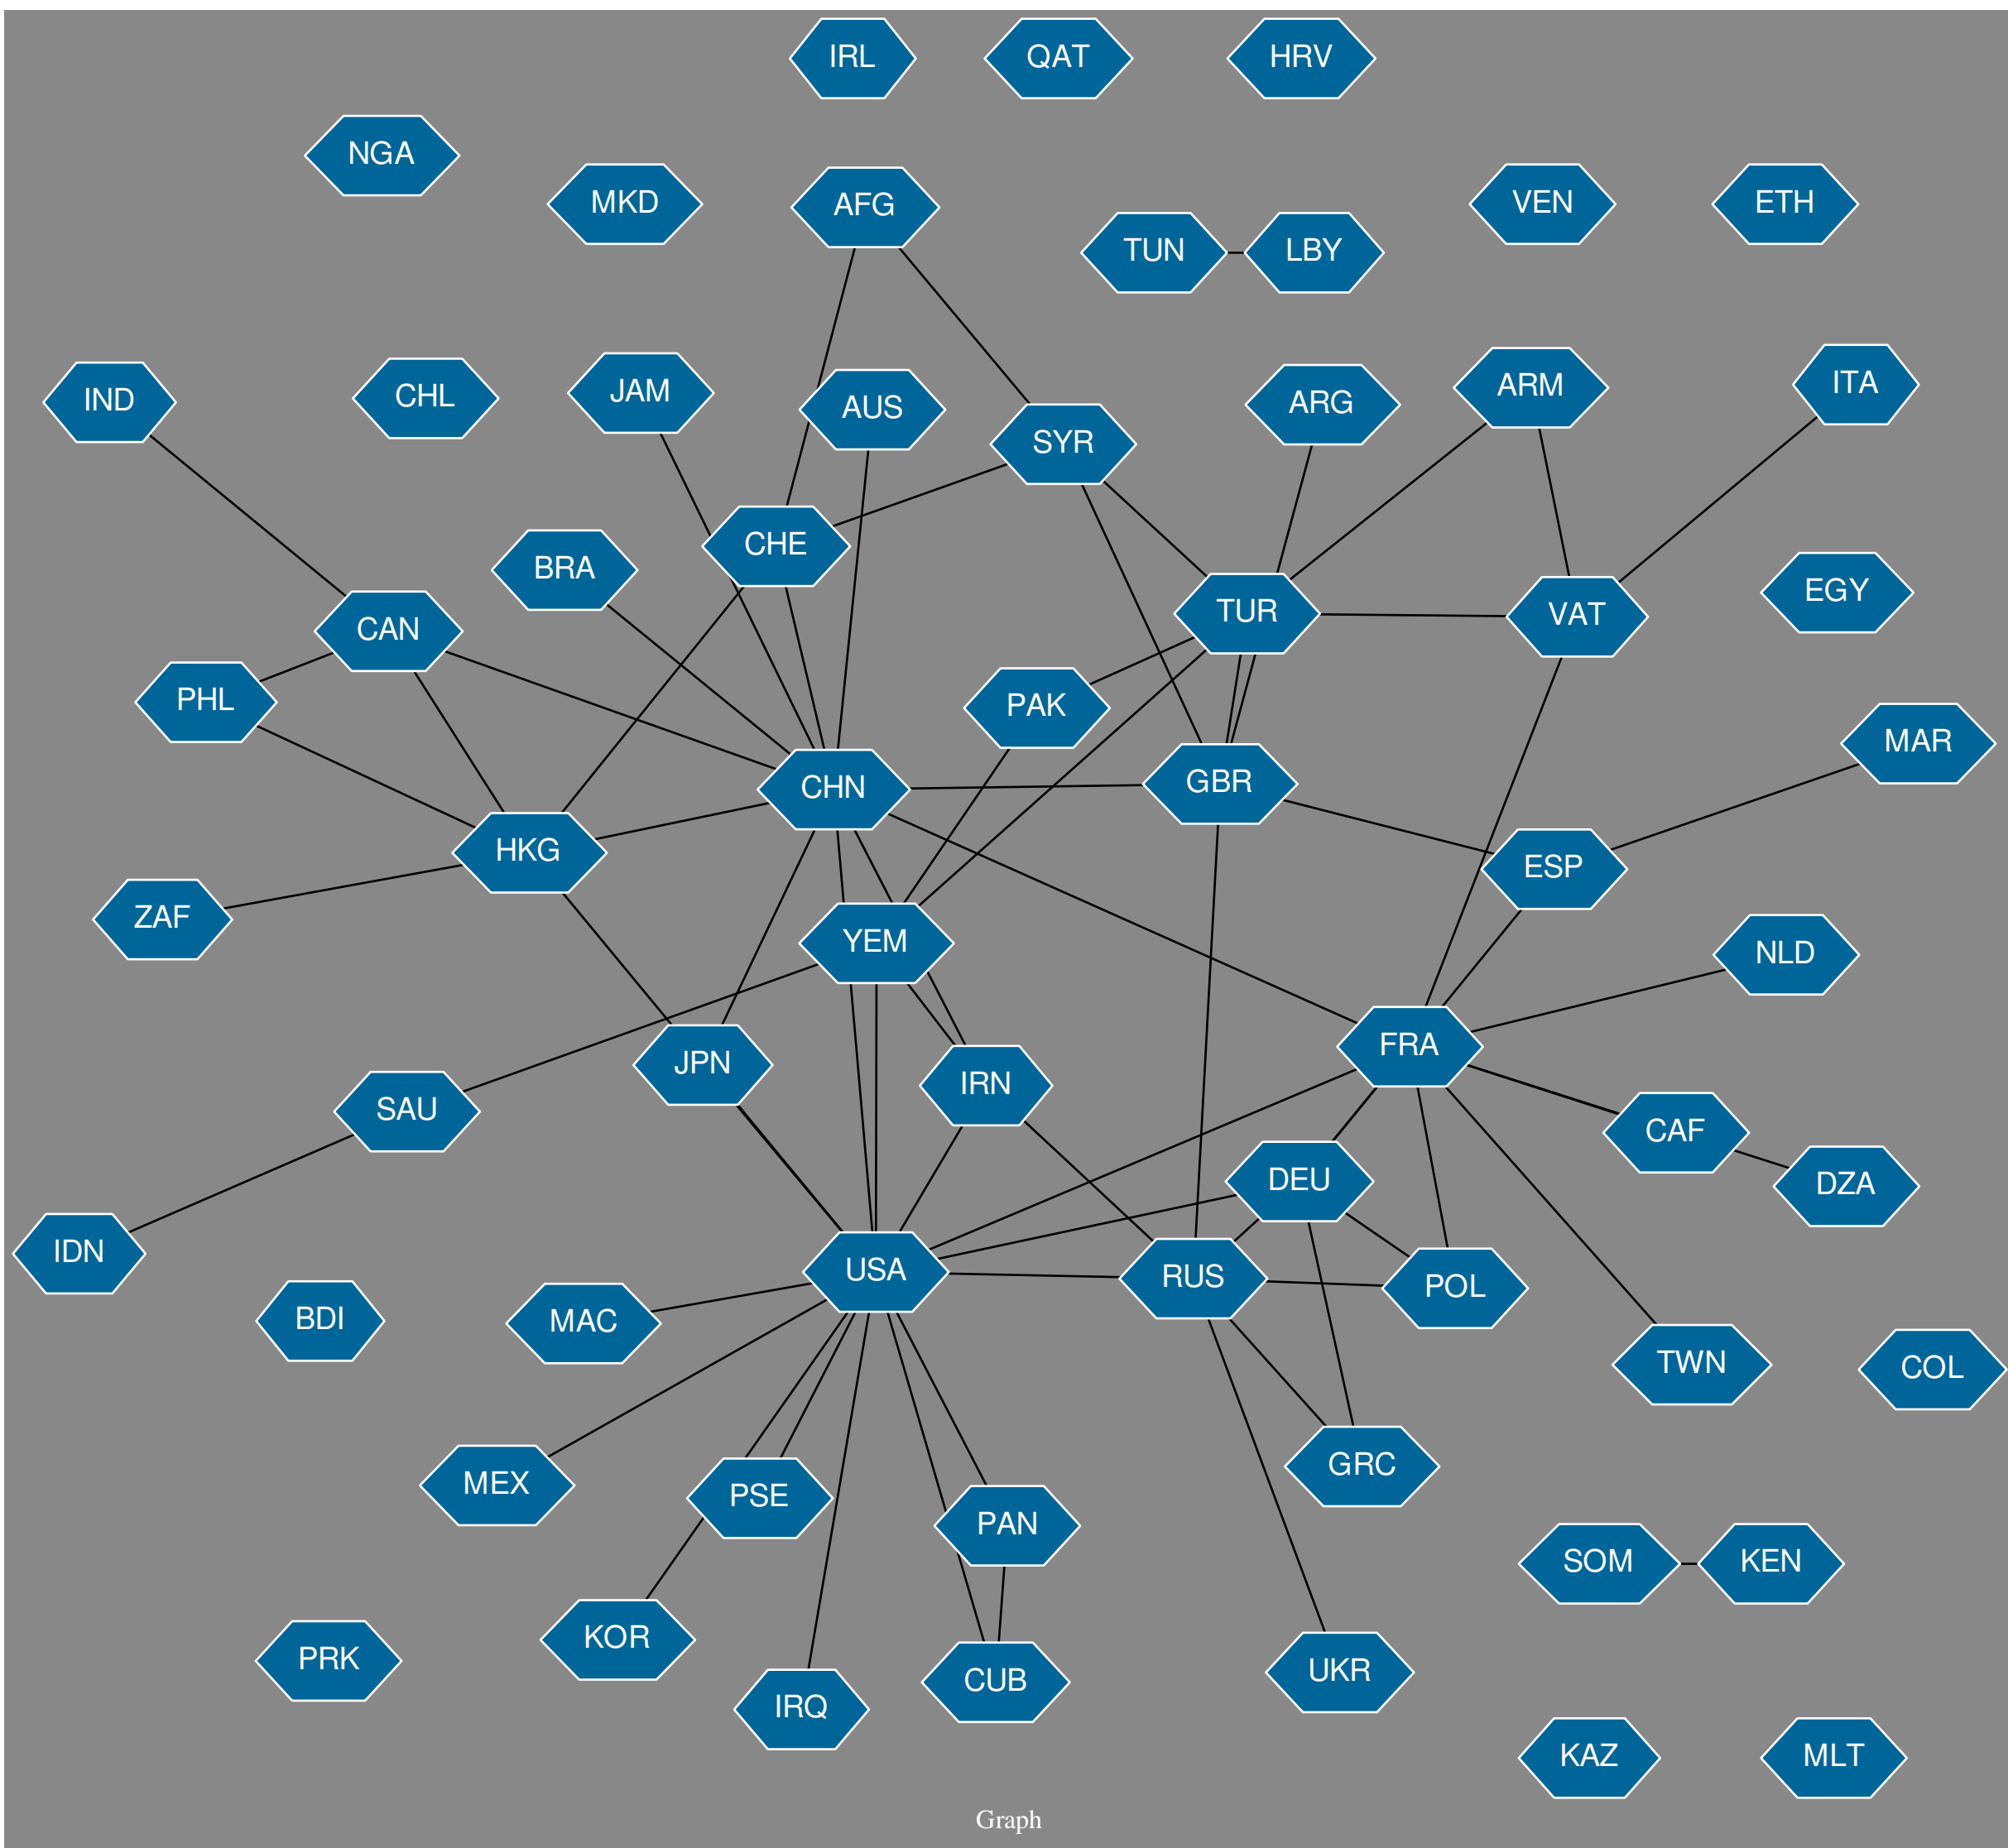 IRL
QAT
HRV
NGA
MKD
AFG
VEN
ETH
TUN
LBY
IND
CHL
JAM
AUS
SYR
ARG
ARM
ITA
BRA
CHE
TUR
VAT
EGY
CAN
PHL
PAK
MAR
CHN
GBR
HKG
ESP
ZAF
YEM
NLD
JPN
IRN
FRA
SAU
CAF
DEU
DZA
IDN
USA
RUS
POL
BDI
MAC
TWN
COL
MEX
PSE
PAN
GRC
SOM
KEN
KOR
PRK
CUB
UKR
IRQ
KAZ
MLT
Graph